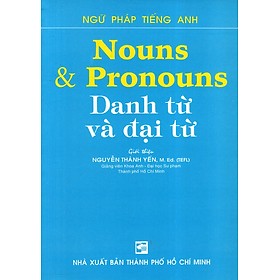 NGỮ PHÁP TIẾNG ANH
Nouns
& Pronouns
Danh từ
và đại từ
Giới thiệu
NGUYỄN THÀNH YẾN, M. Ed. (TEFL)
Giảng viên Khoa Anh - Đại học Sư phạm
Thành phố Hồ Chí Minh
NHÀ XUẤT BẢN THÀNH PHỐ HỒ CHÍ MINH